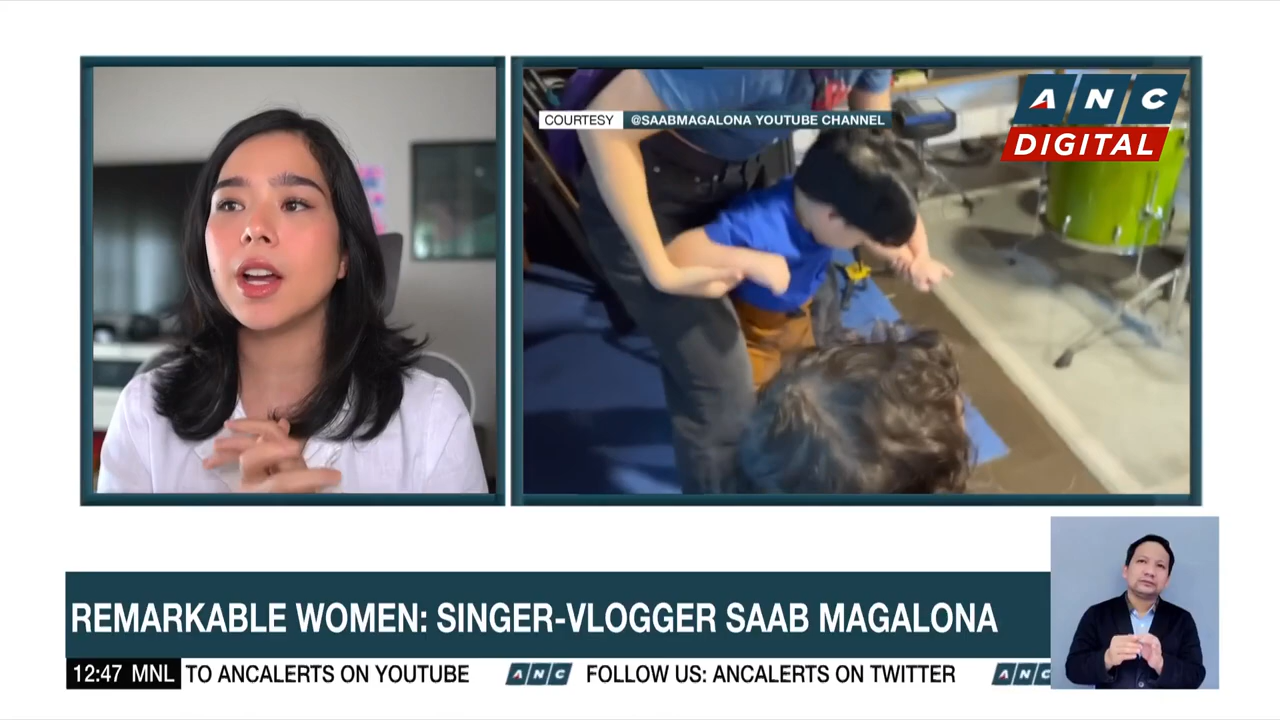 COURTESY @SAABMAGALONA YOUTUBE CHANNEL
ANC
DIGITAL
REMARKABLE WOMEN: SINGER-VLOGGER SAAB MAGALONA
12:47 MNL TO ANCALERTS ON YOUTUBE ANC FOLLOW US: ANCALERTS ON TWITTER ANC